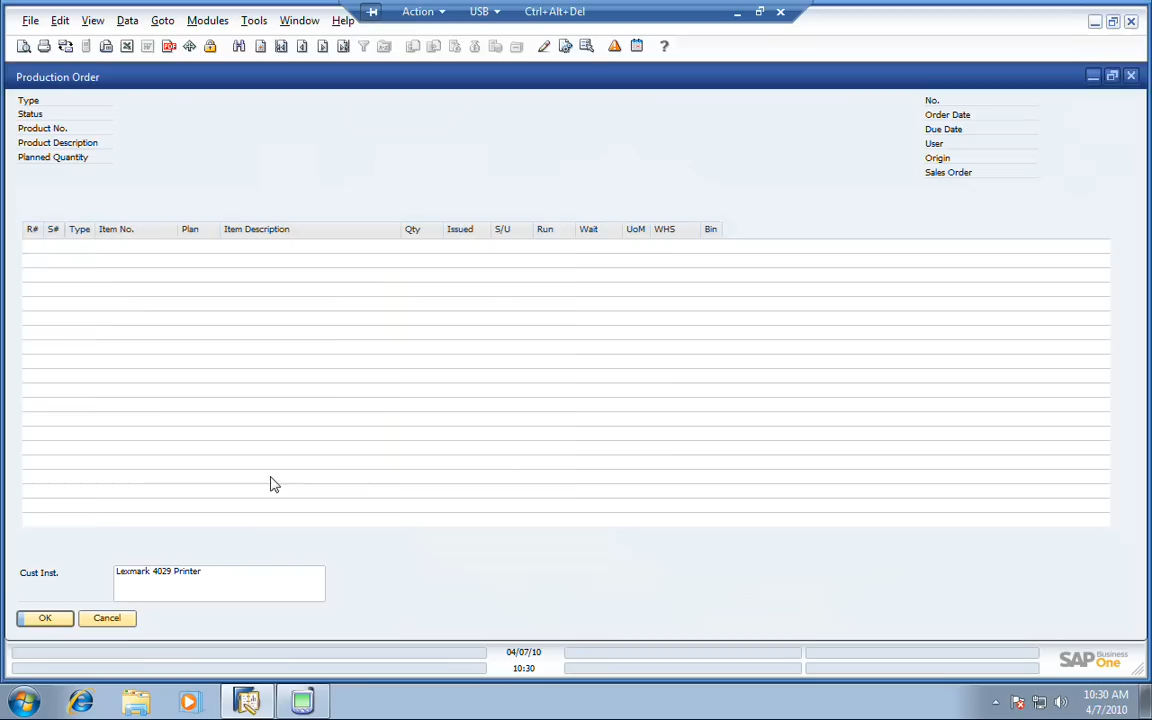 Action USB Ctrl+Alt+Del
File Edit View Data Goto Modules Tools Window Help
Production Order
Type
Status
Product No.
Product Description
Planned Quantity
No.
Order Date
Due Date
User
Origin
Sales Order
R# S# Type Item No. Plan Item Description Qty Issued S/U Run Wait UoM WHS Bin
Cust Inst. Lexmark 4029 Printer
OK Cancel
04/07/10
10:30
SAP Business One
10:30 AM
4/7/2010